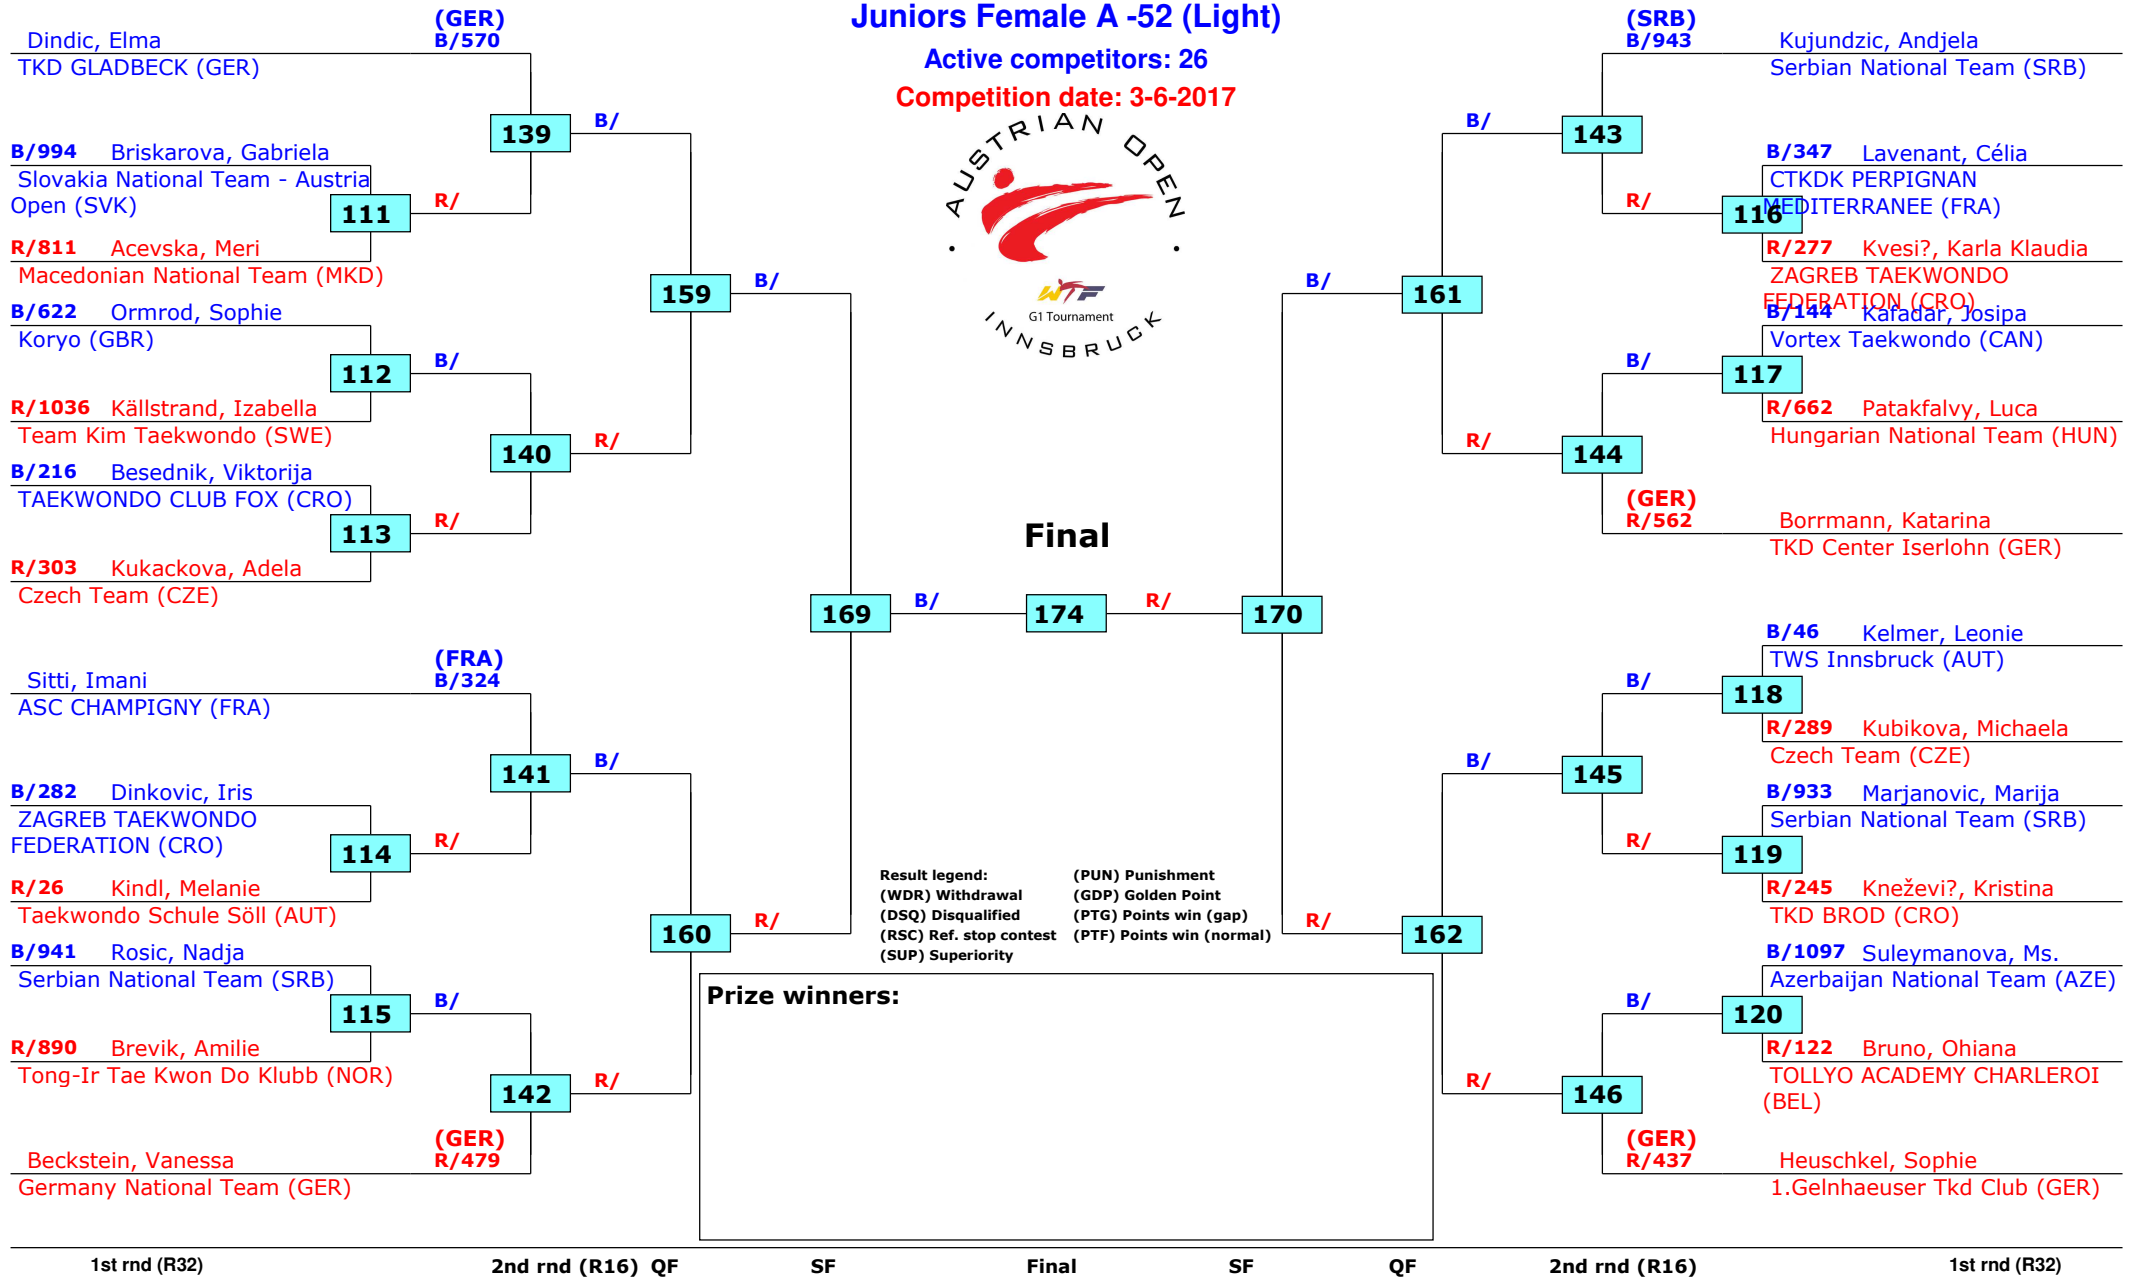 Juniors Female A -52 (Light)
Active competitors: 26
Competition date: 3-6-2017
AUSTRIAN OPEN
WTF
G1 Tournament
INNSBRUCK
Dindic, Elma
(GER)
B/570
TKD GLADBECK (GER)
139
B/
B/994 Briskarova, Gabriela
Slovakia National Team - Austria
Open (SVK)
111
R/
R/811 Acevska, Meri
Macedonian National Team (MKD)
159
B/
B/622 Ormrod, Sophie
Koryo (GBR)
112
B/
R/1036 Källstrand, Izabella
Team Kim Taekwondo (SWE)
140
R/
B/216 Besednik, Viktorija
TAEKWONDO CLUB FOX (CRO)
113
R/
R/303 Kukackova, Adela
Czech Team (CZE)
169
B/
Sitti, Imani
(FRA)
B/324
ASC CHAMPIGNY (FRA)
141
B/
B/282 Dinkovic, Iris
ZAGREB TAEKWONDO
FEDERATION (CRO)
114
R/
R/26 Kindl, Melanie
Taekwondo Schule Söll (AUT)
160
R/
B/941 Rosic, Nadja
Serbian National Team (SRB)
115
B/
R/890 Brevik, Amilie
Tong-Ir Tae Kwon Do Klubb (NOR)
142
R/
(GER)
R/479
Beckstein, Vanessa
Germany National Team (GER)
Final
174
R/
170
(SRB)
B/943
Kujundzic, Andjela
Serbian National Team (SRB)
B/
143
B/347 Lavenant, Célia
CTKDK PERPIGNAN
MEDITERRANEE (FRA)
R/
116
R/277 Kvesi?, Karla Klaudia
ZAGREB TAEKWONDO
FEDERATION (CRO)
B/
161
B/144 Kafadar, Josipa
Vortex Taekwondo (CAN)
B/
117
R/662 Patakfalvy, Luca
Hungarian National Team (HUN)
R/
144
(GER)
R/562
Borrmann, Katarina
TKD Center Iserlohn (GER)
B/46 Kelmer, Leonie
TWS Innsbruck (AUT)
B/
118
R/289 Kubikova, Michaela
Czech Team (CZE)
B/
145
B/933 Marjanovic, Marija
Serbian National Team (SRB)
R/
119
R/245 Kneževi?, Kristina
TKD BROD (CRO)
R/
162
B/1097 Suleymanova, Ms.
Azerbaijan National Team (AZE)
B/
120
R/122 Bruno, Ohiana
TOLLYO ACADEMY CHARLEROI
(BEL)
R/
146
(GER)
R/437
Heuschkel, Sophie
1.Gelnhaeuser Tkd Club (GER)
Result legend: (PUN) Punishment
(WDR) Withdrawal (GDP) Golden Point
(DSQ) Disqualified (PTG) Points win (gap)
(RSC) Ref. stop contest (PTF) Points win (normal)
(SUP) Superiority
Prize winners:
1st rnd (R32) 2nd rnd (R16) QF SF Final SF QF 2nd rnd (R16) 1st rnd (R32)